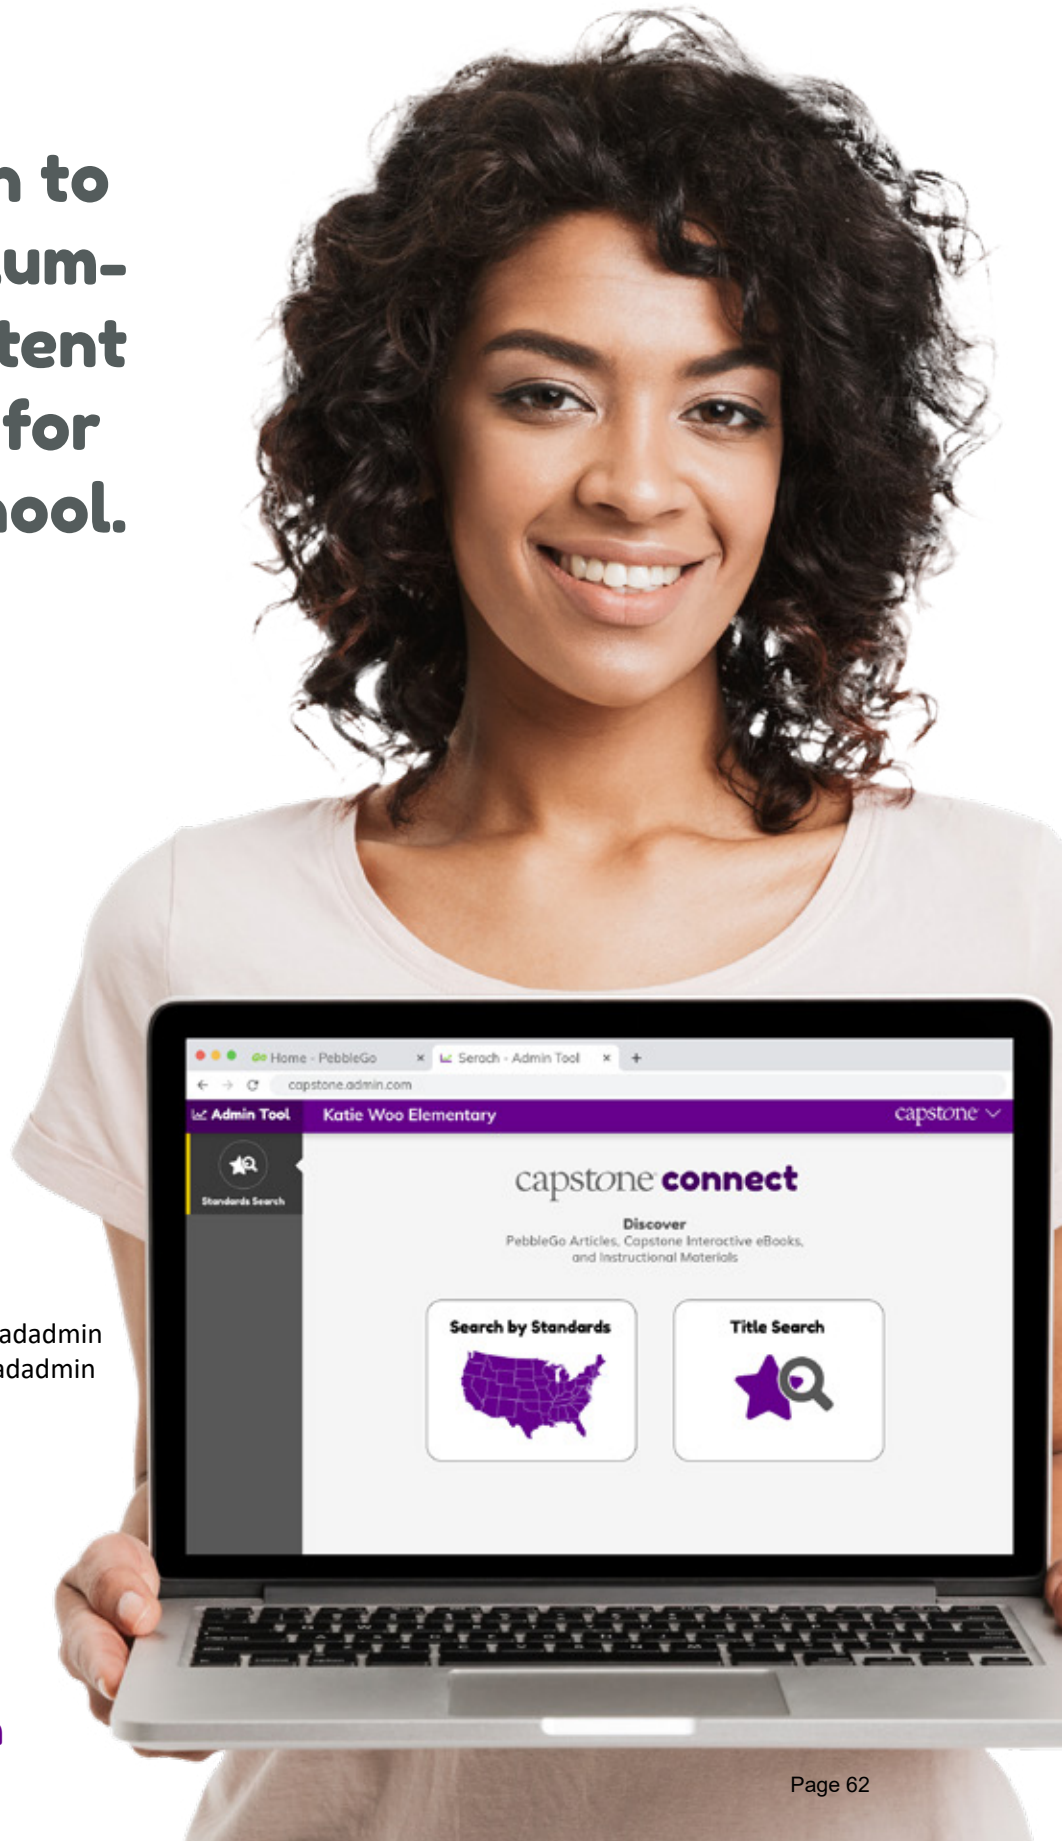 n to
um-
tent
for
hool.
Home - PebbleGo
Serach - Admin Tool
capstone.admin.com
Admin Tool
Katie Woo Elementary
capstone
Standards Search
capstone connect
Discover
PebbleGo Articles, Capstone Interactive eBooks,
and Instructional Materials
Search by Standards
Title Search
adadmin
adadmin
Page 62